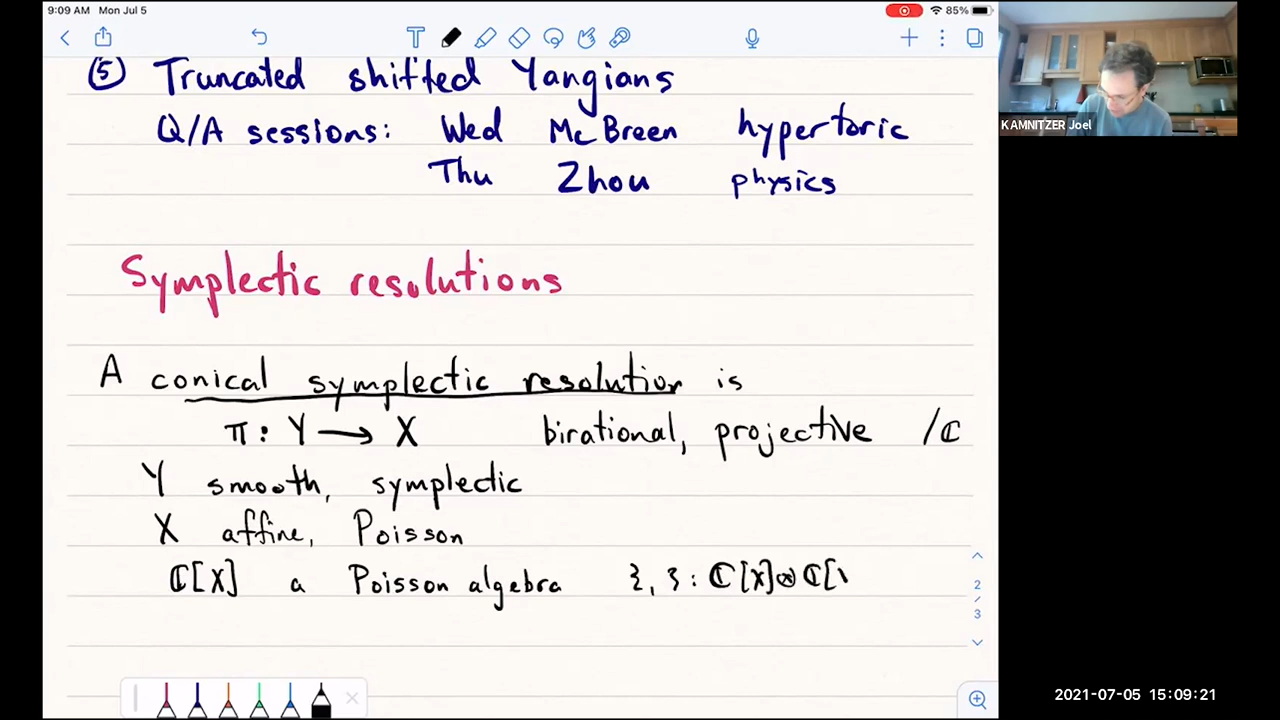 9:09 AM Mon Jul 5
85%
⑤ Truncated shifted Yangians
Q/A sessions: Wed McBreen hypertoric
Thu Zhou physics
Symplectic resolutions
A conical symplectic resolution is
π: Y → X birational, projective /ℂ
Y smooth, symplectic
X affine, Poisson
ℂ[X] a Poisson algebra {,}: ℂ[X]⊗ℂ[
2
3
KAMNITZER Joel
2021-07-05 15:09:21